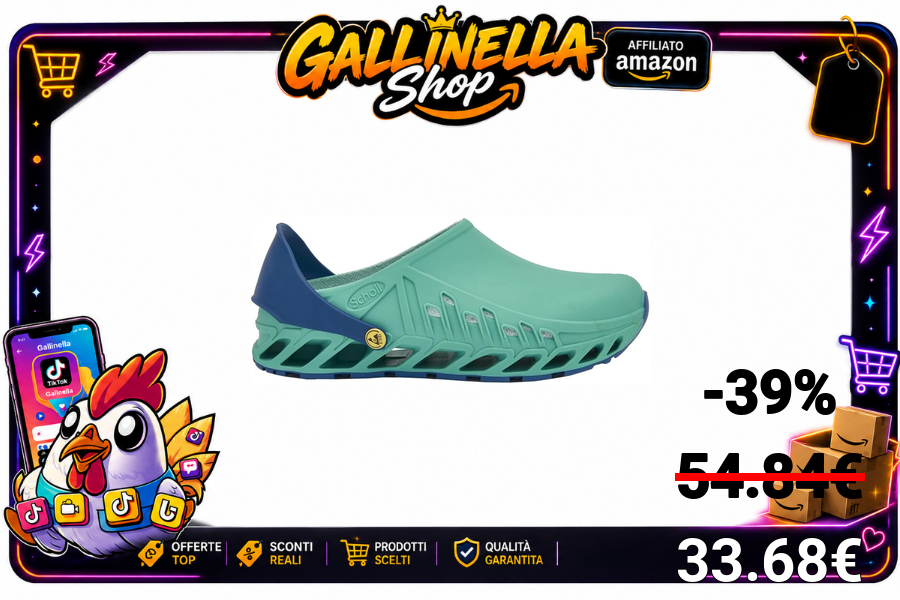 GALLINELLA
Shop
AFFILIATO
amazon
Scholl
Gallinella
TikTok
Gallinella
-39%
54.84€
33.68€
OFFERTE
TOP
SCONTI
REALI
PRODOTTI
SCELTI
QUALITÀ
GARANTITA